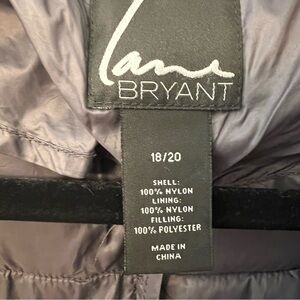 Lane
BRYANT
18/20
SHELL:
100% NYLON
LINING:
100% NYLON
FILLING:
100% POLYESTER
MADE IN
CHINA